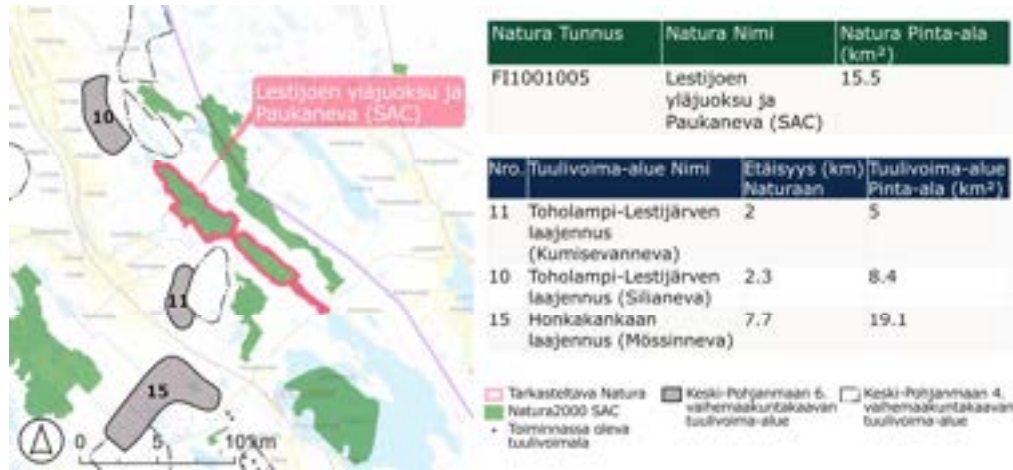 Lestijoen yläjuoksu ja
Paukaneva (SAC)
10
11
15
0 5 10 km
Natura Tunnus Natura Nimi Natura Pinta-ala
(km²)
FI1001005 Lestijoen 15.5
yläjuoksu ja
Paukaneva (SAC)
Nro. Tuulivoima-alue Nimi Etäisyys (km) Tuulivoima-alue
Naturaan Pinta-ala (km²)
11 Toholampi-Lestijärven 2 5
laajennus
(Kumisevanneva)
10 Toholampi-Lestijärven 2.3 8.4
laajennus (Silianeva)
15 Honkakankaan 7.7 19.1
laajennus (Mössinneva)
Tarkasteltava Natura
Natura2000 SAC
Toiminnassa oleva
tuulivoimala
Keski-Pohjanmaan 6.
vaihemaakuntakaavan
tuulivoima-alue
Keski-Pohjanmaan 4.
vaihemaakuntakaavan
tuulivoima-alue